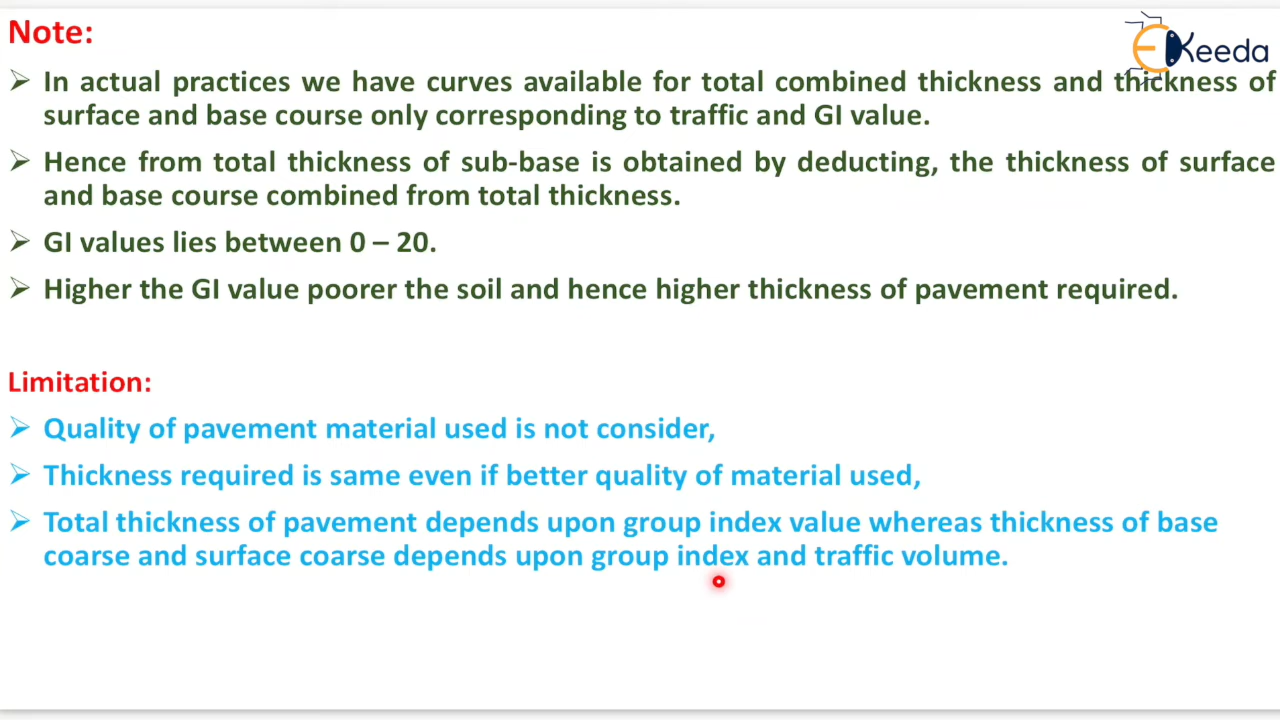 Note:
EKeeda
➢ In actual practices we have curves available for total combined thickness and thickness of
surface and base course only corresponding to traffic and GI value.
➢ Hence from total thickness of sub-base is obtained by deducting, the thickness of surface
and base course combined from total thickness.
➢ GI values lies between 0 – 20.
➢ Higher the GI value poorer the soil and hence higher thickness of pavement required.
Limitation:
➢ Quality of pavement material used is not consider,
➢ Thickness required is same even if better quality of material used,
➢ Total thickness of pavement depends upon group index value whereas thickness of base
coarse and surface coarse depends upon group index and traffic volume.